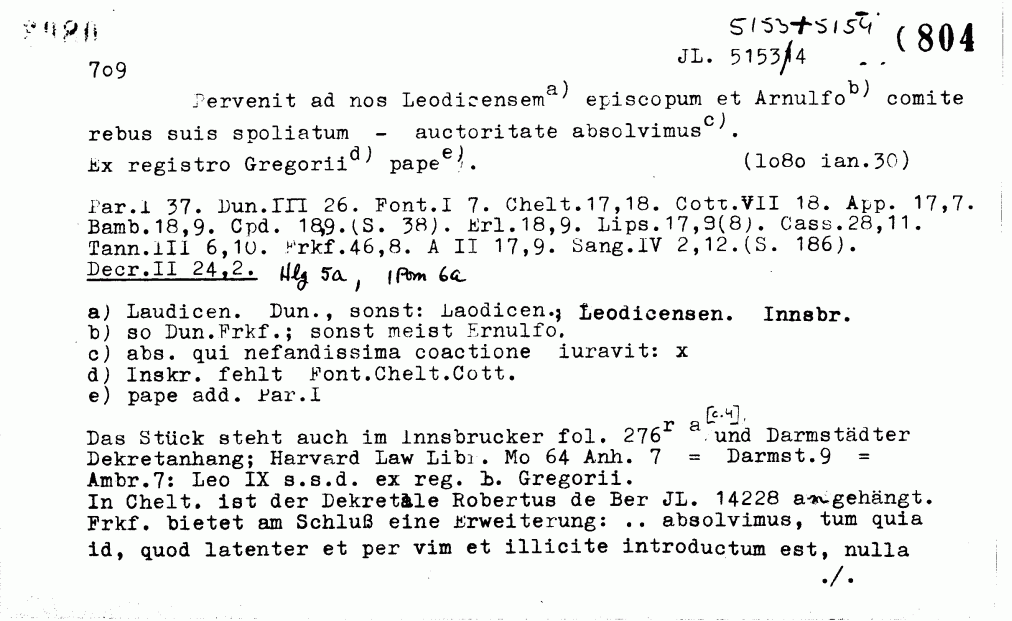 5153+5154
JL. 5153/4 (804
709
Pervenit ad nos Leodicensem a) episcopum et Arnulfo b) comite
rebus suis spoliatum - auctoritate absolvimus c).
Ex registro Gregorii d) pape e). (1o8o ian.30)
Par.I 37. Dun.III 26. Font.I 7. Chelt.17,18. Cott.VII 18. App. 17,7.
Bamb.18,9. Cpd. 18,9.(S. 38). Erl.18,9. Lips.17,9(8). Cass.28,11.
Tann.III 6,10. Frkf.46,8. A II 17,9. Sang.IV 2,12.(S. 186).
Decr.II 24,2. Hlg 5a, 1Pom 6a
a) Laudicen. Dun., sonst: Laodicen.; Leodicensen. Innsbr.
b) so Dun.Frkf.; sonst meist Ernulfo.
c) abs. qui nefandissima coactione iuravit: x
d) Inskr. fehlt Font.Chelt.Cott.
e) pape add. Par.I
[c.4].
Das Stück steht auch im Innsbrucker fol. 276r a und Darmstädter
Dekretanhang; Harvard Law Libr. Mo 64 Anh. 7 = Darmst.9 =
Ambr.7: Leo IX s.s.d. ex reg. b. Gregorii.
In Chelt. ist der Dekretale Robertus de Ber JL. 14228 angehängt.
Frkf. bietet am Schluß eine Erweiterung: .. absolvimus, tum quia
id, quod latenter et per vim et illicite introductum est, nulla
./.